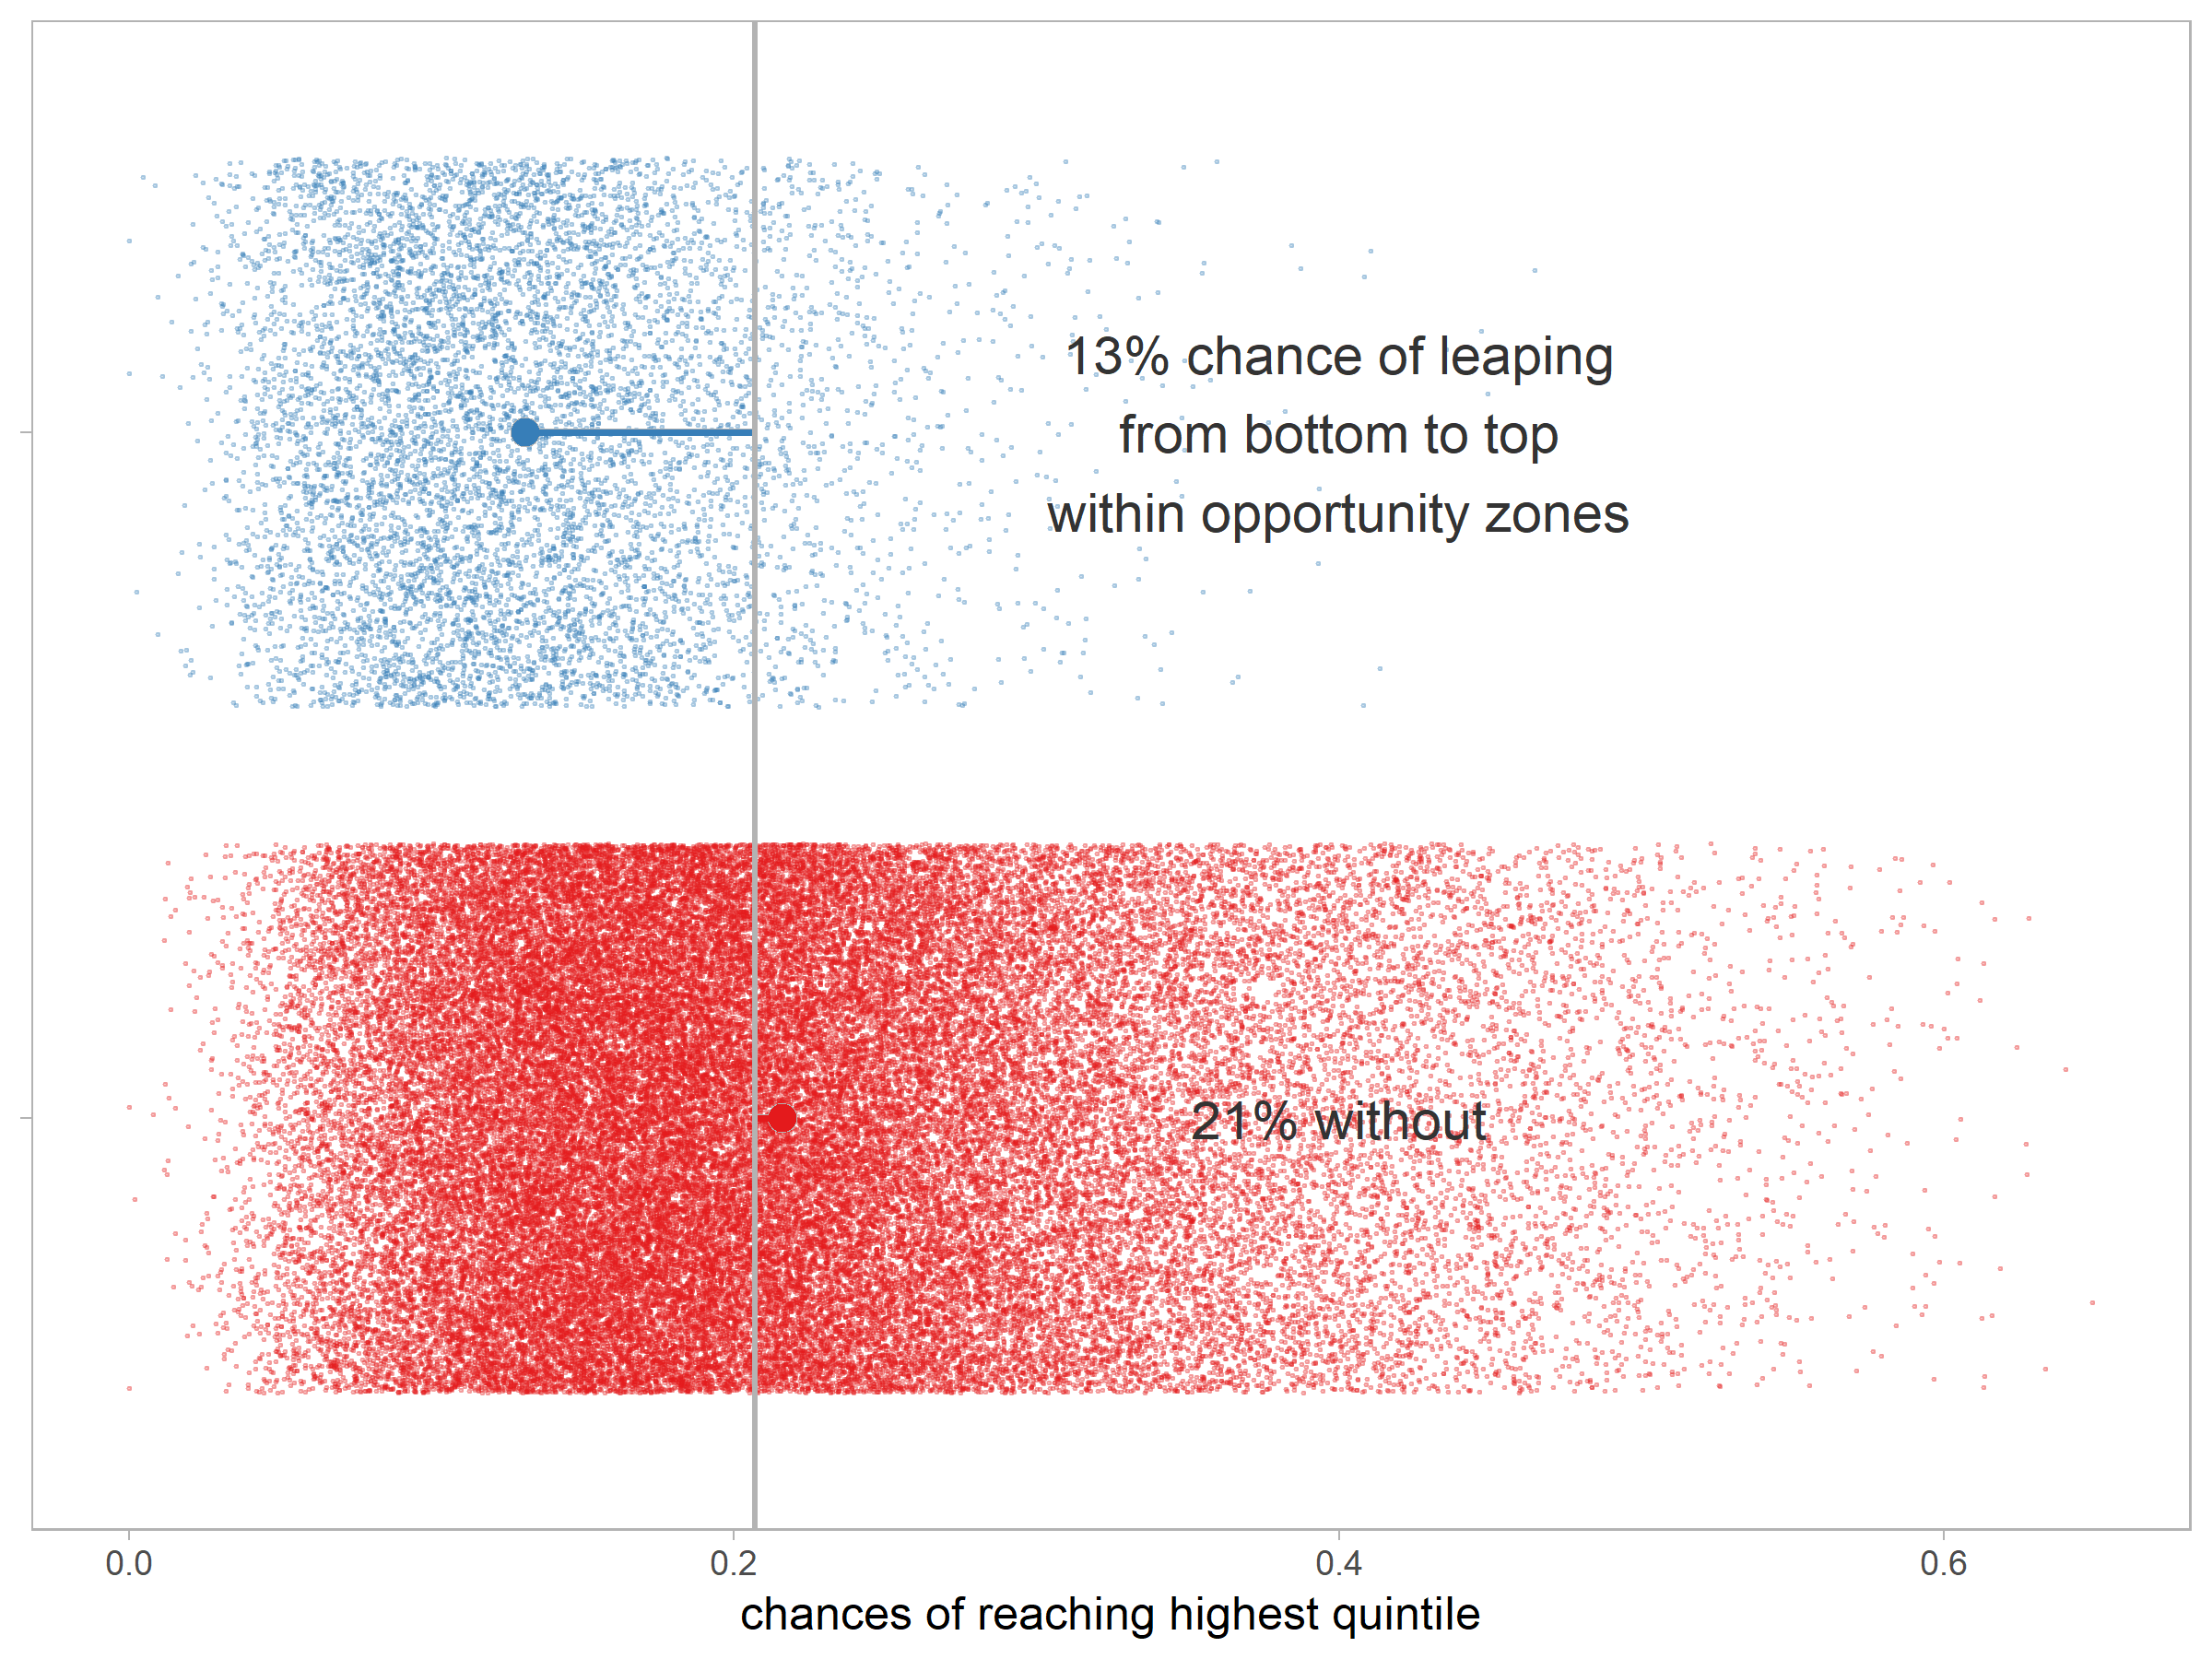 13% chance of leaping
from bottom to top
within opportunity zones
21% without
0.0 0.2 0.4 0.6
chances of reaching highest quintile